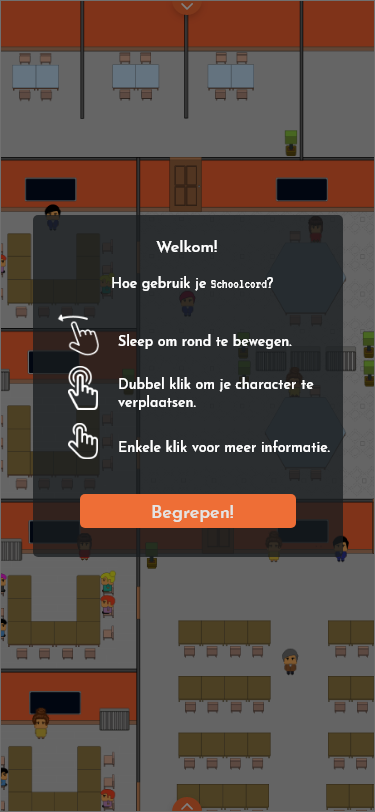 Welkom!
Hoe gebruik je Schoolcord?
Sleep om rond te bewegen.
Dubbel klik om je character te
verplaatsen.
Enkele klik voor meer informatie.
Begrepen!